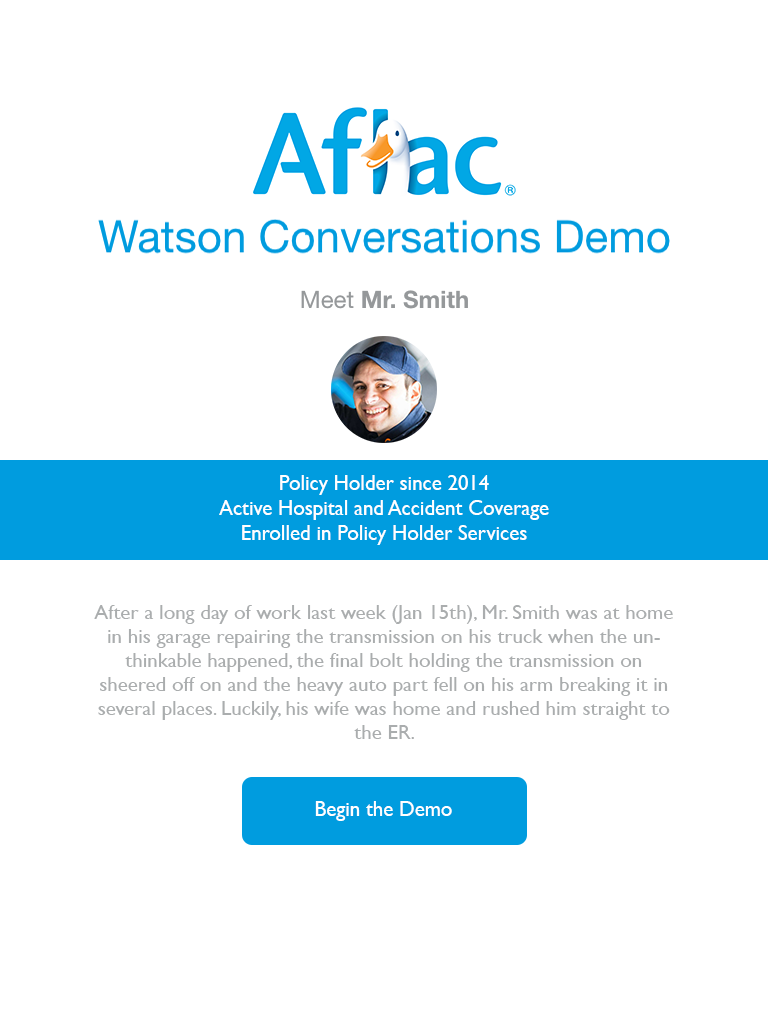 Aflac®
Watson Conversations Demo
Meet Mr. Smith
Policy Holder since 2014
Active Hospital and Accident Coverage
Enrolled in Policy Holder Services
After a long day of work last week (Jan 15th), Mr. Smith was at home
in his garage repairing the transmission on his truck when the un-
thinkable happened, the final bolt holding the transmission on
sheered off on and the heavy auto part fell on his arm breaking it in
several places. Luckily, his wife was home and rushed him straight to
the ER.
Begin the Demo